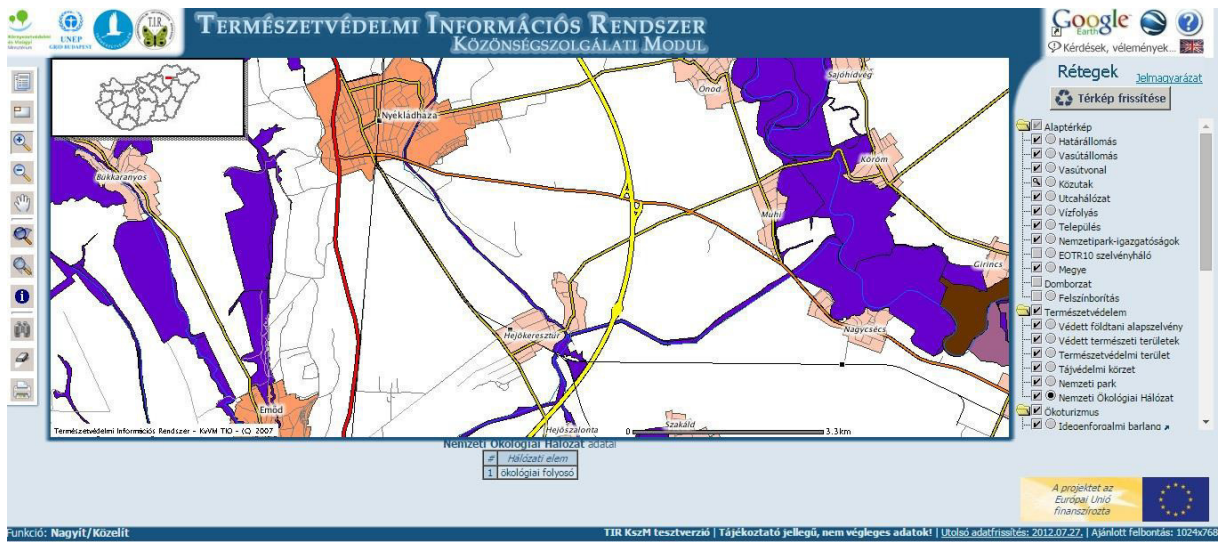 TERMÉSZETVÉDELMI INFORMÁCIÓS RENDSZER
KÖZÖNSÉGSZOLGÁLATI MODUL
UNEP
GRID BUDAPEST
T.I.R.
Google
Earth
Kérdések, vélemények...
Rétegek
Jelmagyarázat
Térkép frissítése
Alaptérkép
Határállomás
Vasútállomás
Vasútvonal
Közutak
Utcahálózat
Vízfolyás
Település
Nemzetipark-igazgatóságok
EOTR10 szelvényháló
Megye
Domborzat
Felszínborítás
Természetvédelem
Védett földtani alapszelvény
Védett természeti területek
Természetvédelmi terület
Tájvédelmi körzet
Nemzeti park
Nemzeti Ökológiai Hálózat
Ökoturizmus
Idegenforgalmi barlang
Sajóhídvég
Ónod
Nyékládháza
Bükkaranyos
Köröm
Muhi
Girincs
Hejőkeresztúr
Nagycsécs
Emőd
Szakáld
Hejőszalonta
0
3.3km
Természetvédelmi Információs Rendszer - KvVM TIO - (C) 2007
Nemzeti Ökológiai Hálózat adatai
# Hálózati elem
1 ökológiai folyosó
A projektet az
Európai Unió
finanszírozta
Funkció: Nagyít/Közelít
TIR KszM tesztverzió | Tájékoztató jellegű, nem végleges adatok! | Utolsó adatfrissítés: 2012.07.27. | Ajánlott felbontás: 1024x768